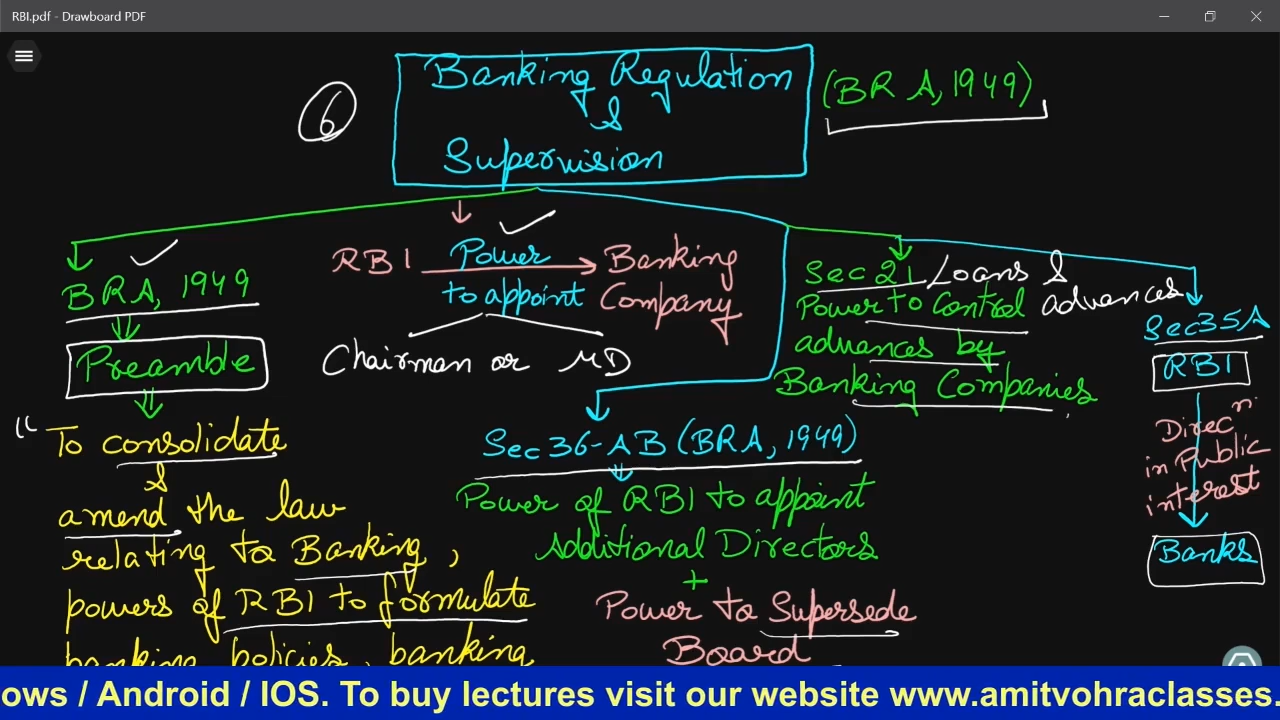 RBI.pdf - Drawboard PDF
6
Banking Regulation
&
Supervision
(BR A, 1949)
BRA, 1949
Preamble
"To consolidate
&
amend the law
relating to Banking,
powers of RBI to formulate
banking policies, banking
RBI Power Banking
to appoint Company
Chairman or MD
Sec 36-AB (BRA, 1949)
Power of RBI to appoint
Additional Directors
+
Power to Supersede
Board
Sec 21 Loans &
Power to Control advances
advances by
Banking Companies
Sec 35A
RBI
Direcn
in Public
interest
Banks
ows / Android / IOS. To buy lectures visit our website www.amitvohraclasses.